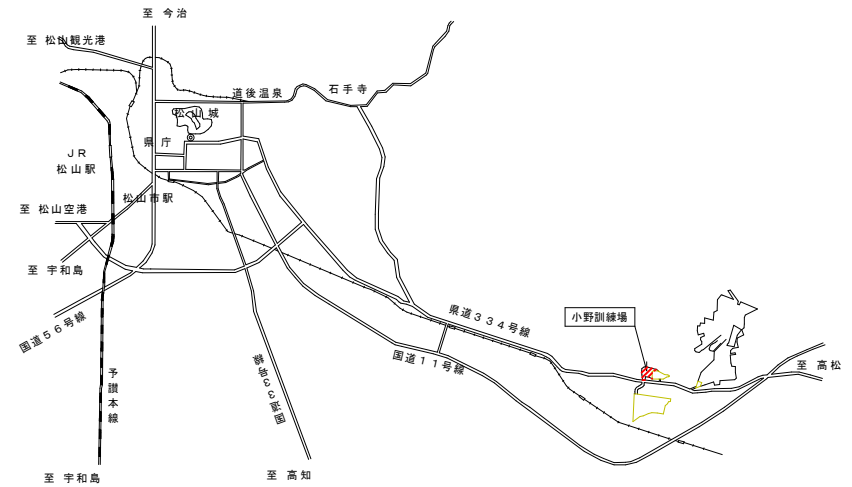 至 今治
至 松山観光港
道後温泉
石手寺
松山城
県庁
ＪＲ
松山駅
松山市駅
至 松山空港
至 宇和島
国道５６号線
県道３３４号線
小野訓練場
国道１１号線
国道３３号線
至 高松
予讃本線
至 宇和島
至 高知